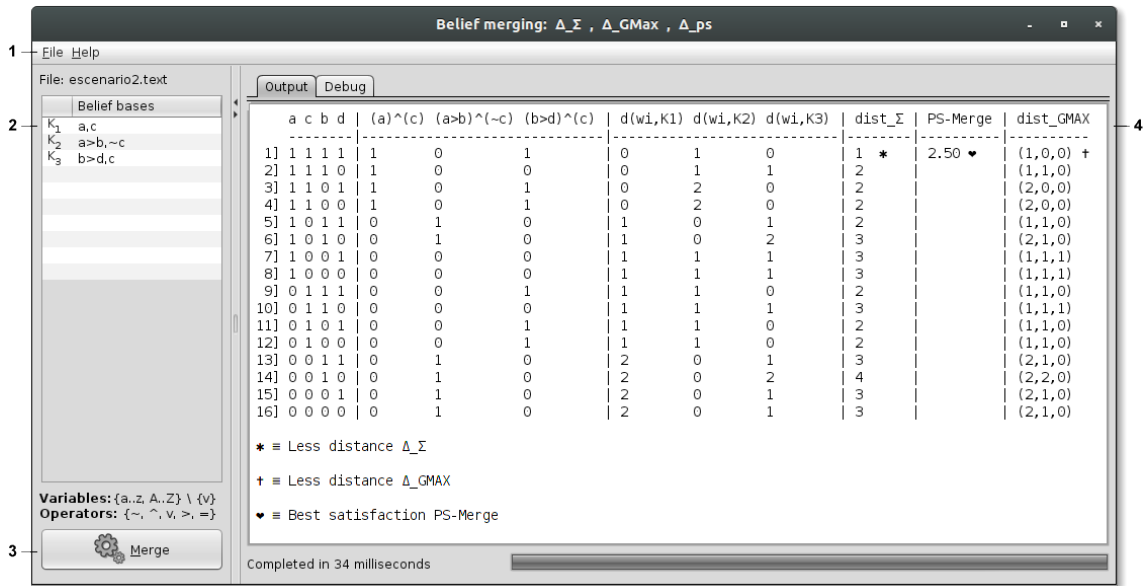 Belief merging: Δ_Σ , Δ_GMax , Δ_ps
1
File Help
File: escenario2.text
Belief bases
2
K1 a,c
K2 a>b,~c
K3 b>d,c
Variables: {a..z, A..Z} \ {v}
Operators: {~, ^, v, >, =}
3
Merge
Output Debug
4
a c b d | (a)^(c) (a>b)^(~c) (b>d)^(c) | d(wi,K1) d(wi,K2) d(wi,K3) | dist_Σ | PS-Merge | dist_GMAX
1] 1 1 1 1 | 1 0 1 | 0 1 0 | 1 ✱ | 2.50 ❤ | (1,0,0) †
2] 1 1 1 0 | 1 0 0 | 0 1 1 | 2 | | (1,1,0)
3] 1 1 0 1 | 1 0 1 | 0 2 0 | 2 | | (2,0,0)
4] 1 1 0 0 | 1 0 1 | 0 2 0 | 2 | | (2,0,0)
5] 1 0 1 1 | 0 1 0 | 1 0 1 | 2 | | (1,1,0)
6] 1 0 1 0 | 0 1 0 | 1 0 2 | 3 | | (2,1,0)
7] 1 0 0 1 | 0 0 0 | 1 1 1 | 3 | | (1,1,1)
8] 1 0 0 0 | 0 0 0 | 1 1 1 | 3 | | (1,1,1)
9] 0 1 1 1 | 0 0 1 | 1 1 0 | 2 | | (1,1,0)
10] 0 1 1 0 | 0 0 0 | 1 1 1 | 3 | | (1,1,1)
11] 0 1 0 1 | 0 0 1 | 1 1 0 | 2 | | (1,1,0)
12] 0 1 0 0 | 0 0 1 | 1 1 0 | 2 | | (1,1,0)
13] 0 0 1 1 | 0 1 0 | 2 0 1 | 3 | | (2,1,0)
14] 0 0 1 0 | 0 1 0 | 2 0 2 | 4 | | (2,2,0)
15] 0 0 0 1 | 0 1 0 | 2 0 1 | 3 | | (2,1,0)
16] 0 0 0 0 | 0 1 0 | 2 0 1 | 3 | | (2,1,0)
✱ ≡ Less distance Δ_Σ
† ≡ Less distance Δ_GMAX
❤ ≡ Best satisfaction PS-Merge
Completed in 34 milliseconds